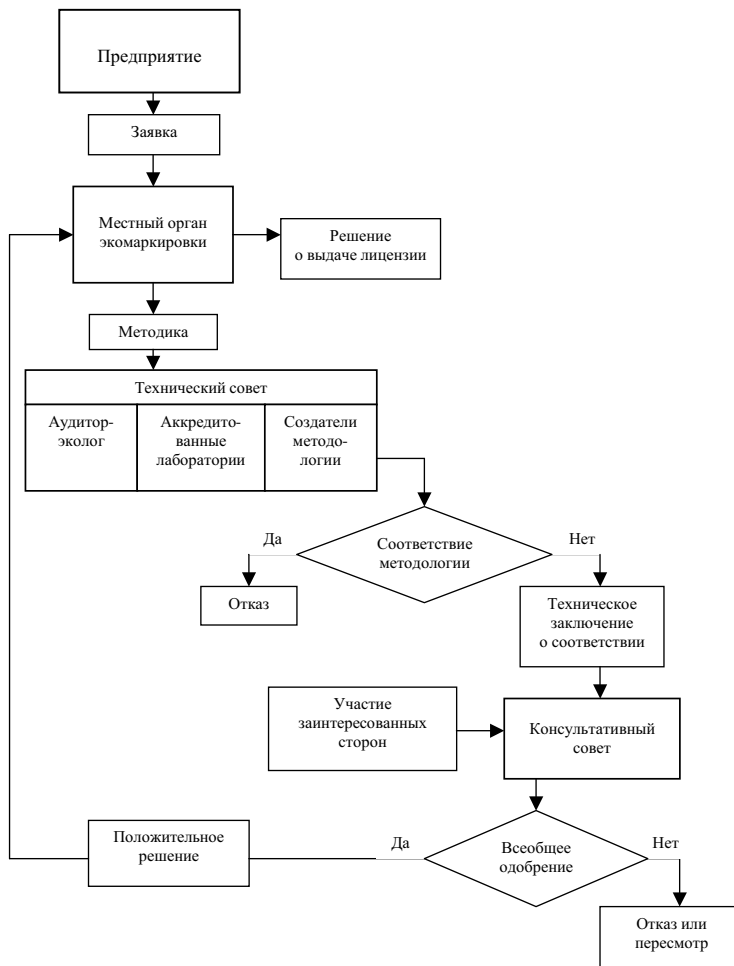 Предприятие
Заявка
Местный орган
экомаркировки
Решение
о выдаче лицензии
Методика
Технический совет
Аудитор-
эколог
Аккредито-
ванные
лаборатории
Создатели
методо-
логии
Да
Соответствие
методологии
Нет
Отказ
Техническое
заключение
о соответствии
Участие
заинтересованных
сторон
Консультативный
совет
Положительное
решение
Да
Всеобщее
одобрение
Нет
Отказ или
пересмотр